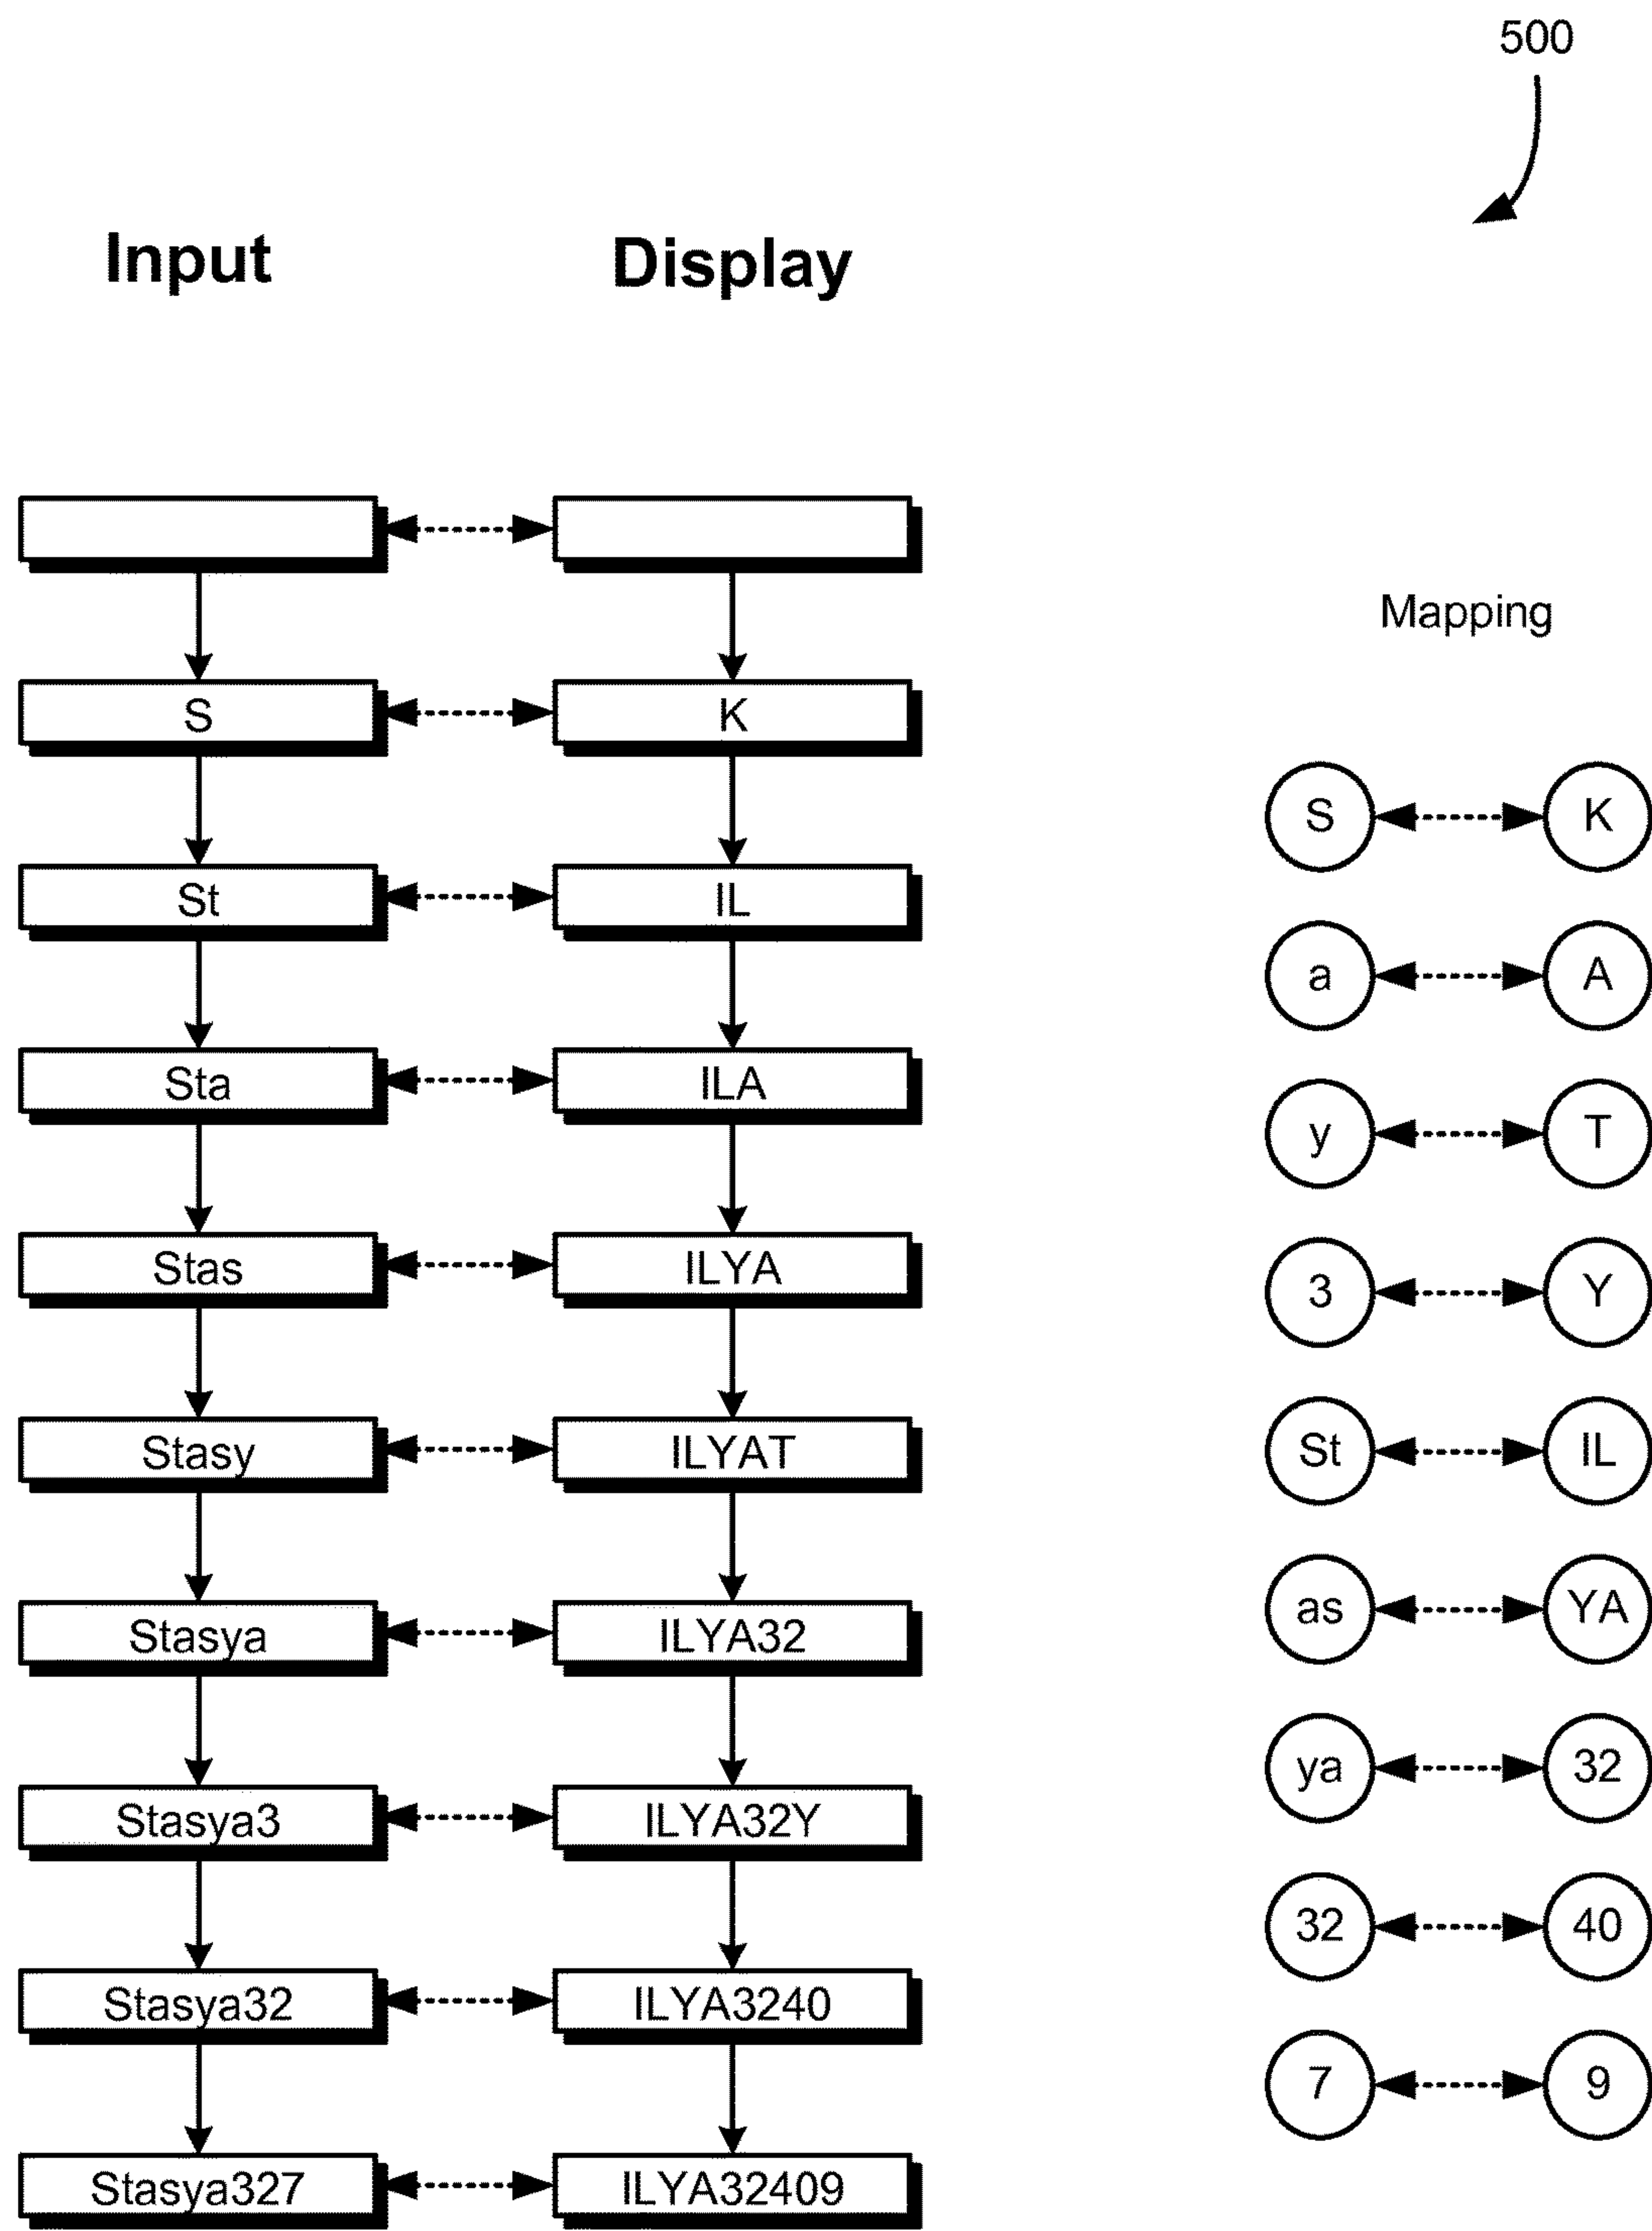 500
Input Display
Mapping
S K
St IL
Sta ILA
Stas ILYA
Stasy ILYAT
Stasya ILYA32
Stasya3 ILYA32Y
Stasya32 ILYA3240
Stasya327 ILYA32409
S K
a A
y T
3 Y
St IL
as YA
ya 32
32 40
7 9